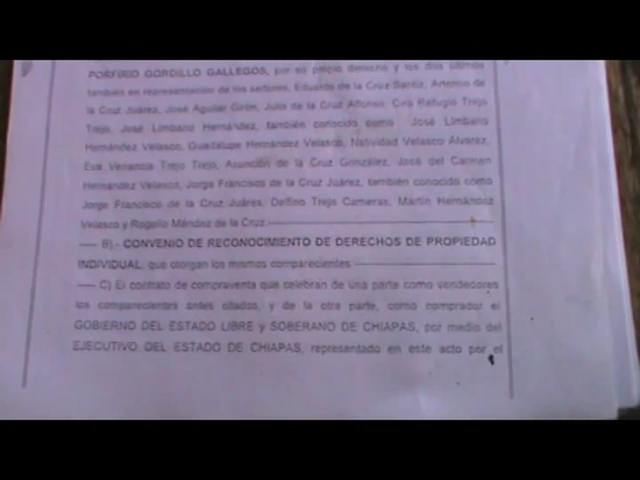 PORFIRIO GORDILLO GALLEGOS, por su propio derecho y los dos últimos
también en representación de los señores, Eduardo de la Cruz Santiz, Artemio de
la Cruz Juárez, José Aguilar Girón, Julio de la Cruz Alfonso, Ciro Refugio Trejo
Trejo, José Limbano Hernández, también conocido como José Limbano
Hernández Velasco, Guadalupe Hernández Velasco, Natividad Velasco Álvarez,
Eva Venancia Trejo Trejo, Asunción de la Cruz González, José del Carmen
Hernández Velasco, Jorge Francisco de la Cruz Juárez, también conocido como
Jorge Francisco de la Cruz Juáres, Delfino Trejo Cameras, Martín Hernández
Velasco y Rogelio Méndez de la Cruz.
---- B).- CONVENIO DE RECONOCIMIENTO DE DERECHOS DE PROPIEDAD
INDIVIDUAL, que otorgan los mismos comparecientes
---- C) El contrato de compraventa que celebran de una parte como vendedores
los comparecientes antes citados, y de la otra parte, como comprador el
GOBIERNO DEL ESTADO LIBRE y SOBERANO DE CHIAPAS, por medio del
EJECUTIVO DEL ESTADO DE CHIAPAS, representado en este acto por el